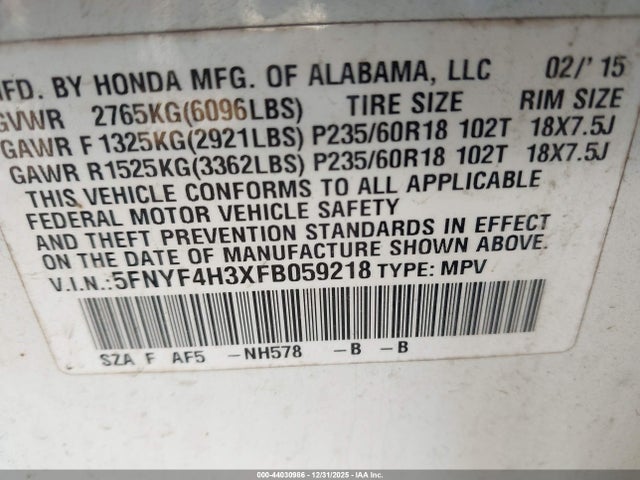 MFD. BY HONDA MFG. OF ALABAMA, LLC 02/'15
GVWR 2765KG(6096LBS) TIRE SIZE RIM SIZE
GAWR F 1325KG(2921LBS) P235/60R18 102T 18X7.5J
GAWR R1525KG(3362LBS) P235/60R18 102T 18X7.5J
THIS VEHICLE CONFORMS TO ALL APPLICABLE
FEDERAL MOTOR VEHICLE SAFETY
AND THEFT PREVENTION STANDARDS IN EFFECT
ON THE DATE OF MANUFACTURE SHOWN ABOVE.
V.I.N.:5FNYF4H3XFB059218 TYPE: MPV
SZA F AF5 -NH578 -B -B
000-44030986 - 12/31/2025 - IAAI Inc.